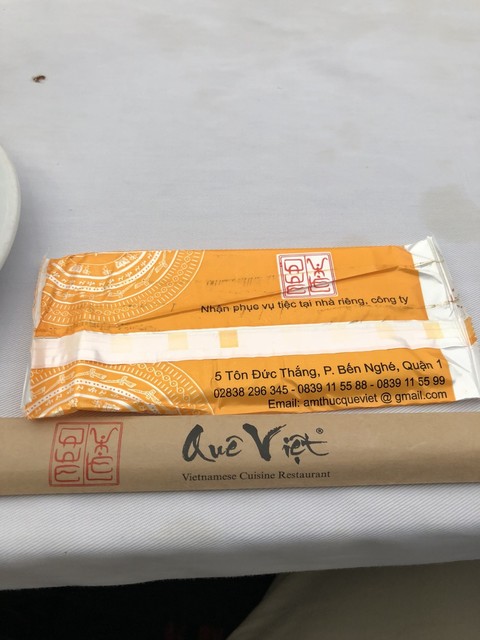 Nhận phục vụ tiệc tại nhà riêng, công ty
5 Tôn Đức Thắng, P. Bến Nghé, Quận 1
02838 296 345 - 0839 11 55 88 - 0839 11 55 99
Email: amthucqueviet @ gmail.com
Quê Việt®
Vietnamese Cuisine Restaurant